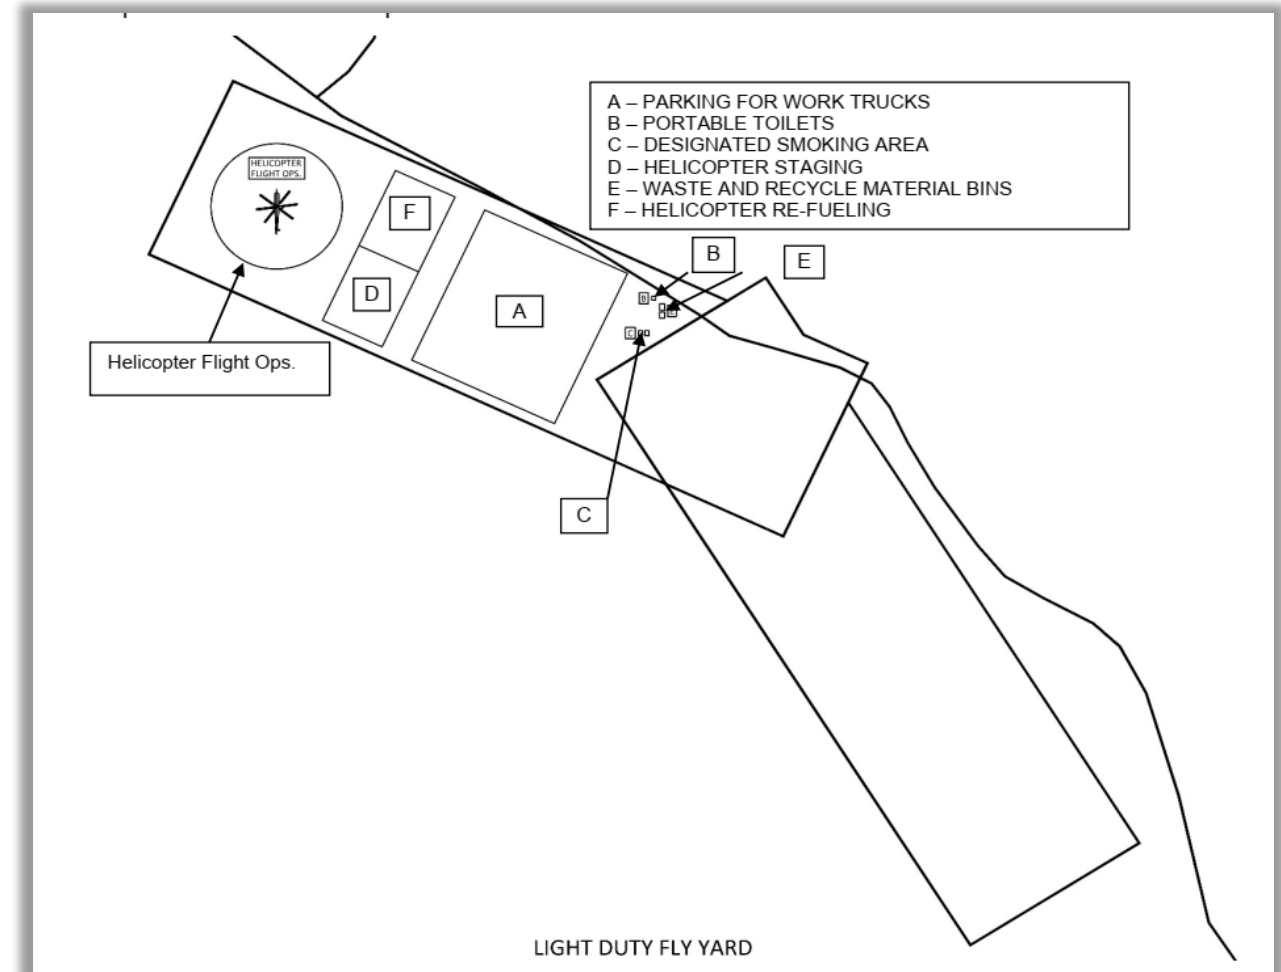 A – PARKING FOR WORK TRUCKS
B – PORTABLE TOILETS
C – DESIGNATED SMOKING AREA
D – HELICOPTER STAGING
E – WASTE AND RECYCLE MATERIAL BINS
F – HELICOPTER RE-FUELING
HELICOPTER
FLIGHT OPS.
F
B
E
D
A
B
C
Helicopter Flight Ops.
C
LIGHT DUTY FLY YARD